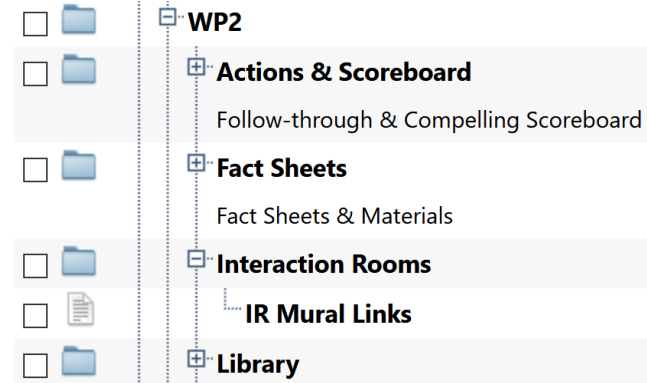 WP2
Actions & Scoreboard
Follow-through & Compelling Scoreboard
Fact Sheets
Fact Sheets & Materials
Interaction Rooms
IR Mural Links
Library